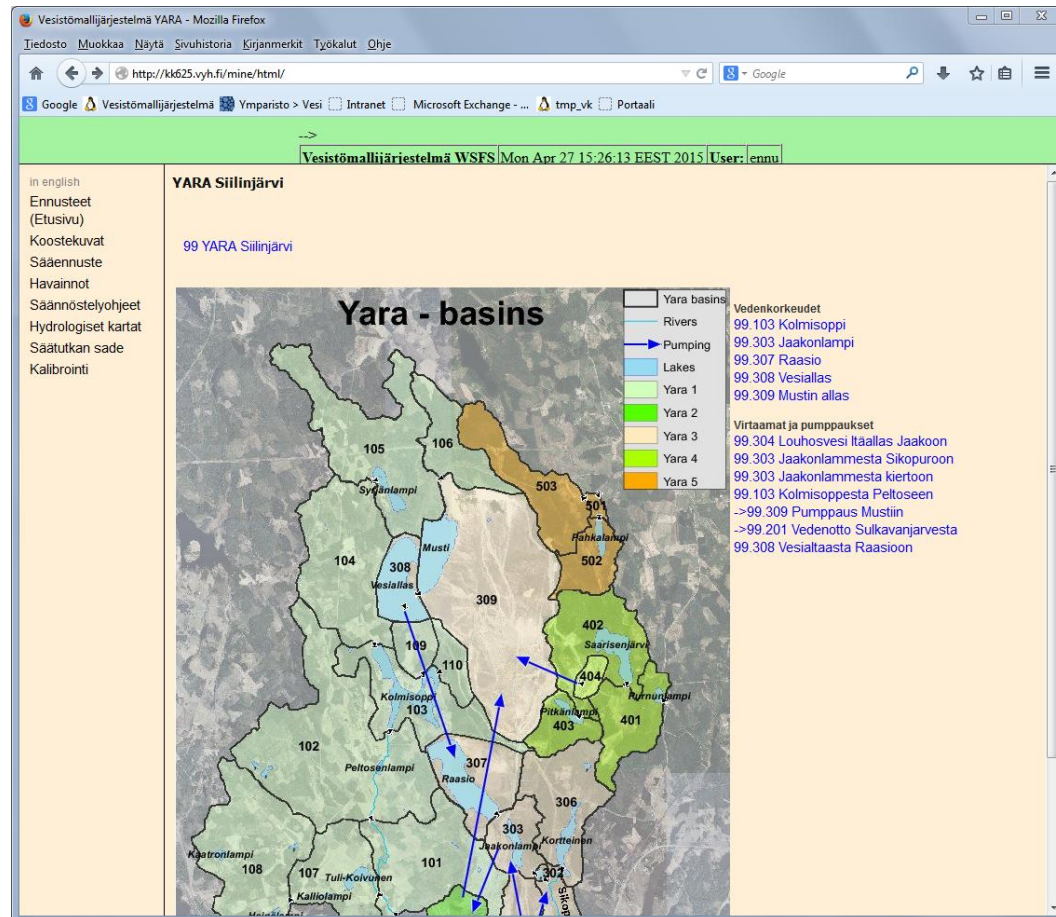 Vesistömallijärjestelmä YARA - Mozilla Firefox
Tiedosto Muokkaa Näytä Sivuhistoria Kirjanmerkit Työkalut Ohje
http://kk625.vyh.fi/mine/html/
Google
Google Vesistömallijärjestelmä Ymparisto > Vesi Intranet Microsoft Exchange - ... tmp_vk Portaali
-->
Vesistömallijärjestelmä WSFS Mon Apr 27 15:26:13 EEST 2015 User: ennu
in english
Ennusteet
(Etusivu)
Koostekuvat
Sääennuste
Havainnot
Säännöstelyohjeet
Hydrologiset kartat
Säätutkan sade
Kalibrointi
YARA Siilinjärvi
99 YARA Siilinjärvi
Yara - basins
Yara basins
Rivers
Pumping
Lakes
Yara 1
Yara 2
Yara 3
Yara 4
Yara 5
105
106
Syrjänlampi
503
501
Pahkalampi
502
Musti
104
308
Vesiallas
309
402
Saarisenjärvi
109
110
404
Purnunlampi
Kolmisoppi
103
Pitkänlampi
403
401
102
Peltosenlampi
307
Raasio
306
303
Jaakonlampi
Kortteinen
Kaatronlampi
108
107
Tuli-Koivunen
Kalliolampi
101
302
Vedenkorkeudet
99.103 Kolmisoppi
99.303 Jaakonlampi
99.307 Raasio
99.308 Vesiallas
99.309 Mustin allas
Virtaamat ja pumppaukset
99.304 Louhosvesi Itäallas Jaakoon
99.303 Jaakonlammesta Sikopuroon
99.303 Jaakonlammesta kiertoon
99.103 Kolmisoppesta Peltoseen
->99.309 Pumppaus Mustiin
->99.201 Vedenotto Sulkavanjarvesta
99.308 Vesialtaasta Raasioon